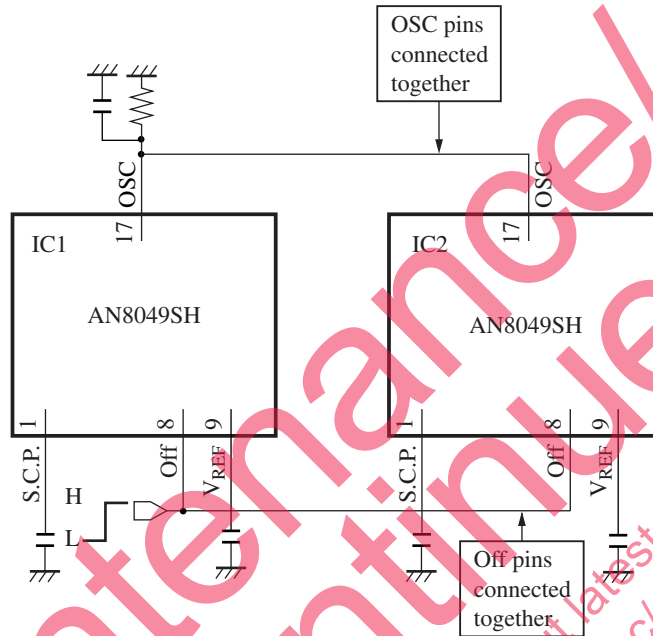 OSC pins
connected
together
OSC
OSC
17
17
IC1
IC2
AN8049SH
AN8049SH
1
8
9
1
8
9
S.C.P.
Off
VREF
S.C.P.
Off
VREF
H
L
Off pins
connected
together